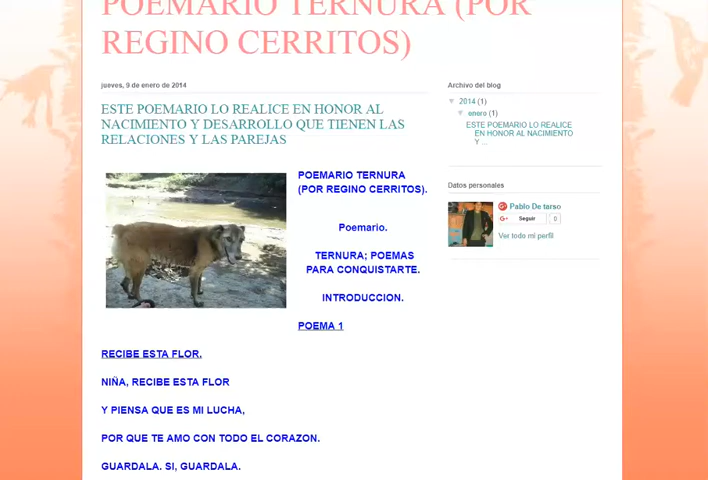 POEMARIO TERNURA (POR
REGINO CERRITOS)
jueves, 9 de enero de 2014
ESTE POEMARIO LO REALICE EN HONOR AL
NACIMIENTO Y DESARROLLO QUE TIENEN LAS
RELACIONES Y LAS PAREJAS
POEMARIO TERNURA
(POR REGINO CERRITOS).
Poemario.
TERNURA; POEMAS
PARA CONQUISTARTE.
INTRODUCCION.
POEMA 1
RECIBE ESTA FLOR.
NIÑA, RECIBE ESTA FLOR
Y PIENSA QUE ES MI LUCHA,
POR QUE TE AMO CON TODO EL CORAZON.
GUARDALA. SI, GUARDALA.
Archivo del blog
▼ 2014 (1)
▼ enero (1)
ESTE POEMARIO LO REALICE
EN HONOR AL NACIMIENTO
Y ...
Datos personales
Pablo De tarso
G+ Seguir 0
Ver todo mi perfil